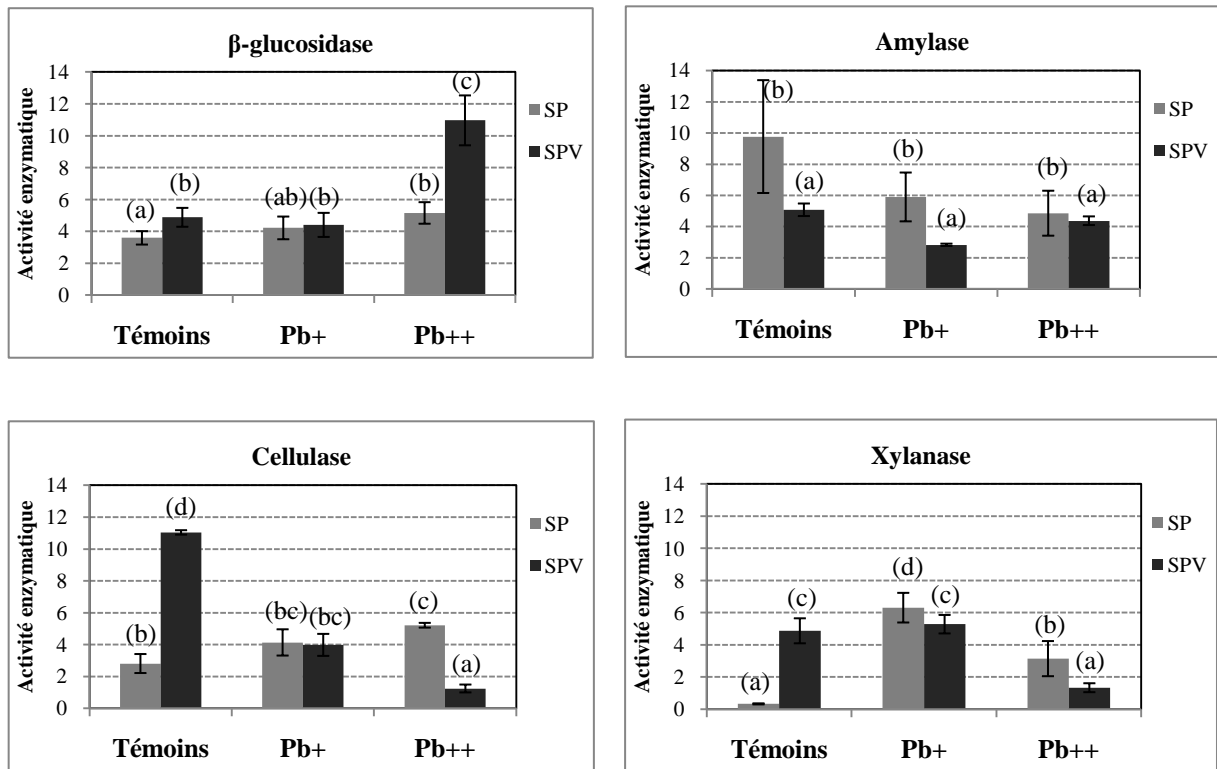 β-glucosidase
Activité enzymatique
14
12
10
8
6
4
2
0
(a)
(b)
(ab)
(b)
(b)
(c)
Témoins
Pb+
Pb++
SP
SPV
Amylase
Activité enzymatique
14
12
10
8
6
4
2
0
(b)
(a)
(b)
(a)
(b)
(a)
Témoins
Pb+
Pb++
SP
SPV
Cellulase
Activité enzymatique
14
12
10
8
6
4
2
0
(b)
(d)
(bc)
(bc)
(c)
(a)
Témoins
Pb+
Pb++
SP
SPV
Xylanase
Activité enzymatique
14
12
10
8
6
4
2
0
(a)
(c)
(d)
(c)
(b)
(a)
Témoins
Pb+
Pb++
SP
SPV